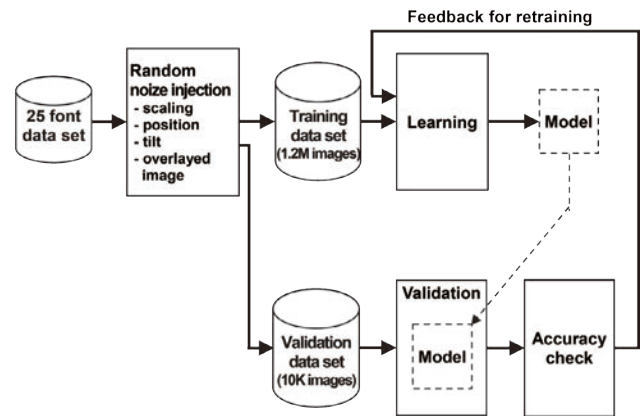 Feedback for retraining
25 font
data set
Random
noize injection
- scaling
- position
- tilt
- overlayed
image
Training
data set
(1.2M images)
Learning
Model
Validation
data set
(10K images)
Validation
Model
Accuracy
check